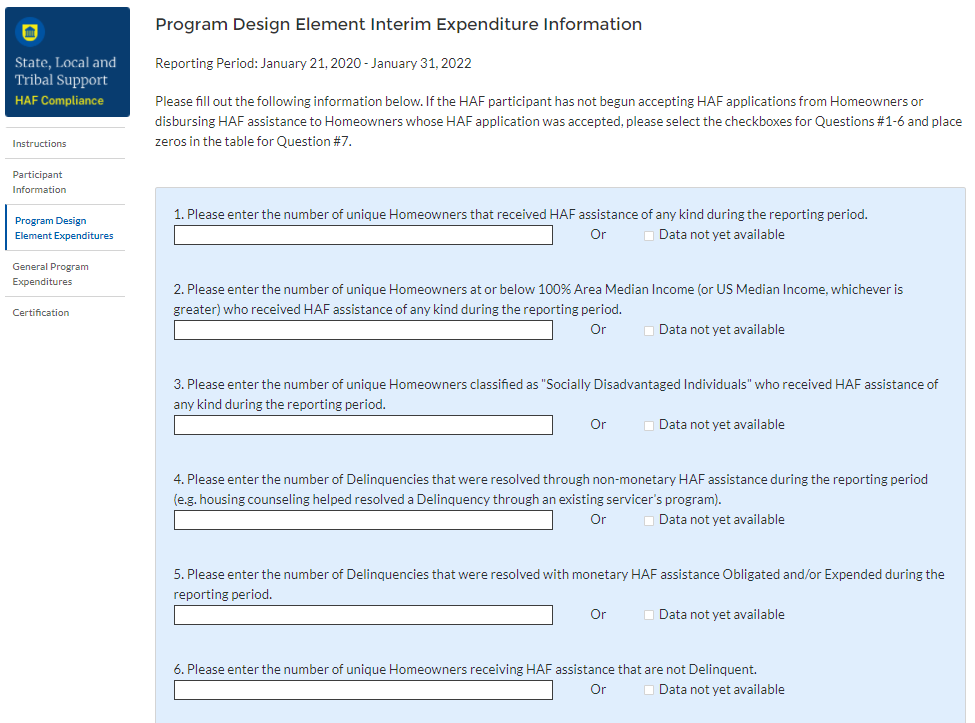 State, Local and
Tribal Support
HAF Compliance
Instructions
Participant
Information
Program Design
Element Expenditures
General Program
Expenditures
Certification
Program Design Element Interim Expenditure Information
Reporting Period: January 21, 2020 - January 31, 2022
Please fill out the following information below. If the HAF participant has not begun accepting HAF applications from Homeowners or
disbursing HAF assistance to Homeowners whose HAF application was accepted, please select the checkboxes for Questions #1-6 and place
zeros in the table for Question #7.
1. Please enter the number of unique Homeowners that received HAF assistance of any kind during the reporting period.
Or Data not yet available
2. Please enter the number of unique Homeowners at or below 100% Area Median Income (or US Median Income, whichever is
greater) who received HAF assistance of any kind during the reporting period.
Or Data not yet available
3. Please enter the number of unique Homeowners classified as "Socially Disadvantaged Individuals" who received HAF assistance of
any kind during the reporting period.
Or Data not yet available
4. Please enter the number of Delinquencies that were resolved through non-monetary HAF assistance during the reporting period
(e.g. housing counseling helped resolved a Delinquency through an existing servicer's program).
Or Data not yet available
5. Please enter the number of Delinquencies that were resolved with monetary HAF assistance Obligated and/or Expended during the
reporting period.
Or Data not yet available
6. Please enter the number of unique Homeowners receiving HAF assistance that are not Delinquent.
Or Data not yet available